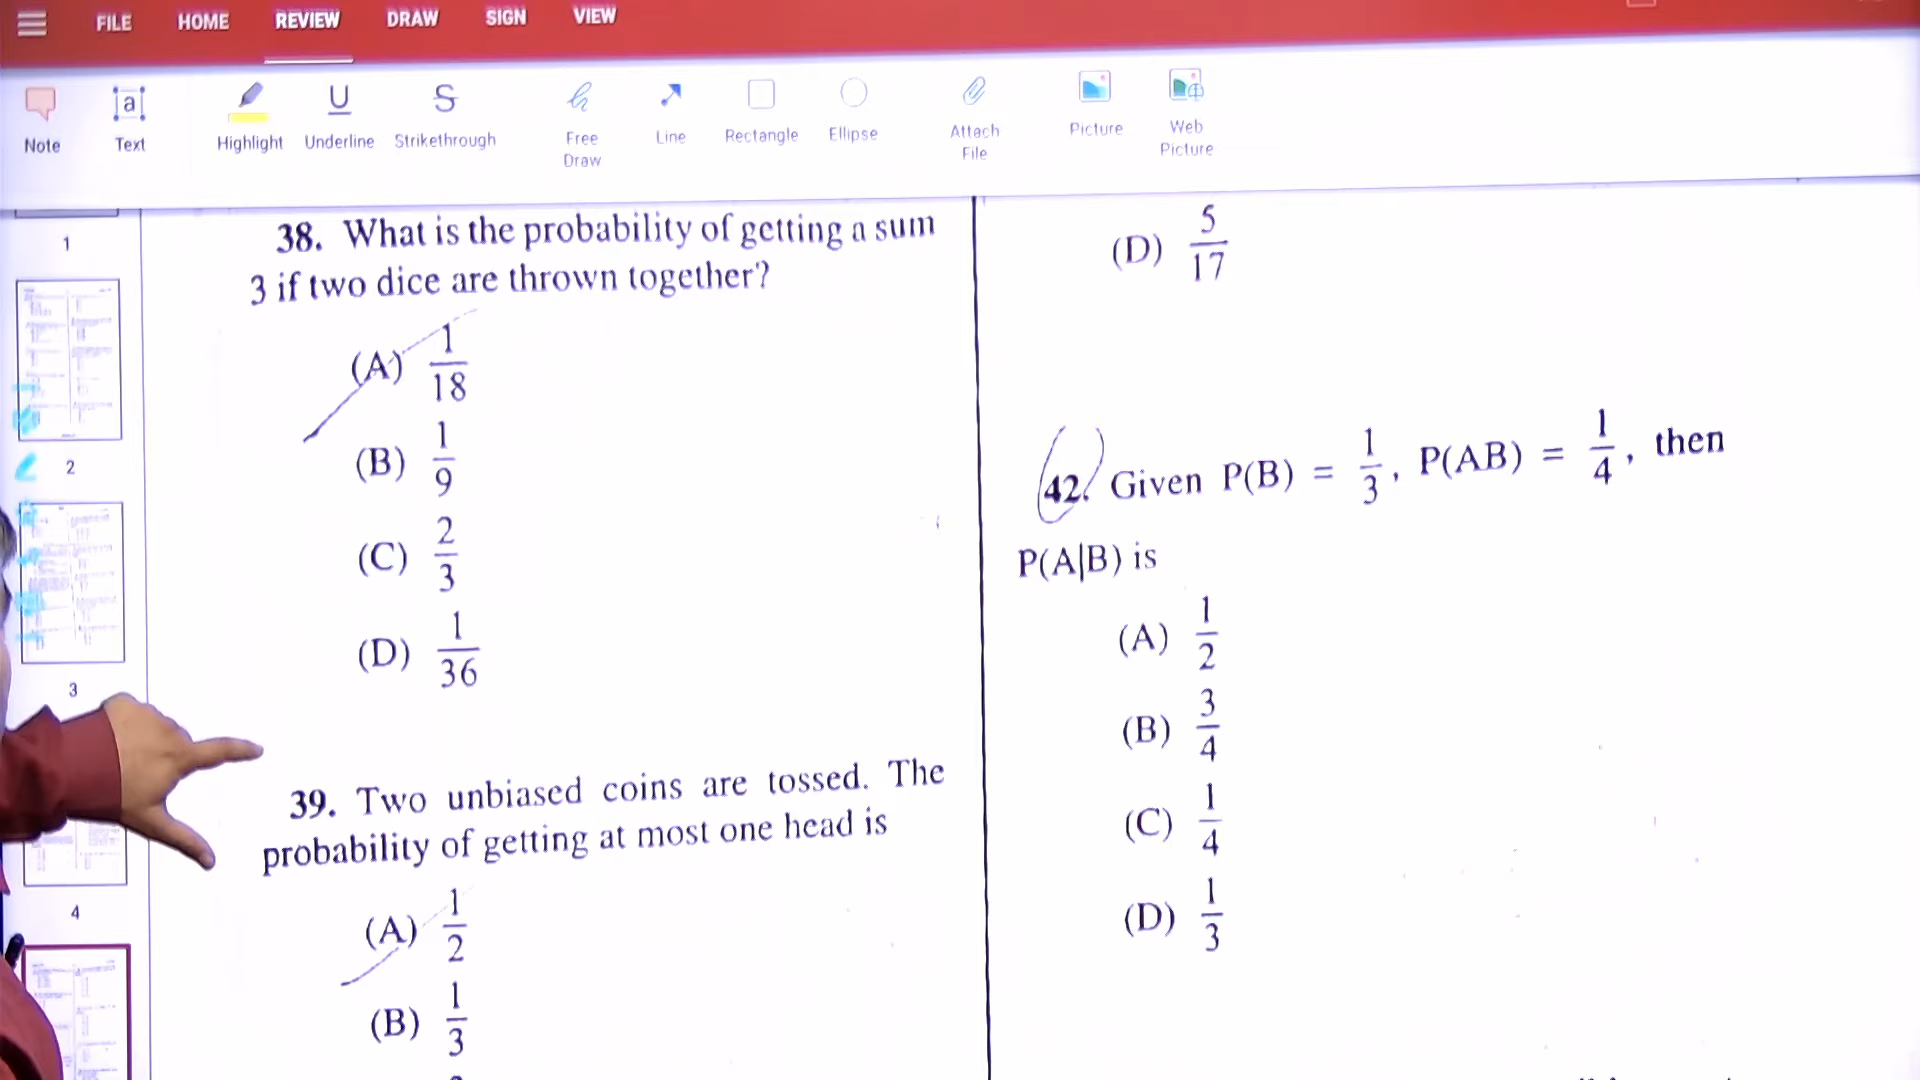 FILE HOME REVIEW DRAW SIGN VIEW
Note Text Highlight Underline Strikethrough Free Draw Line Rectangle Ellipse Attach File Picture Web Picture
1
2
3
4
38. What is the probability of getting a sum
3 if two dice are thrown together?
(A) 1/18
(B) 1/9
(C) 2/3
(D) 1/36
39. Two unbiased coins are tossed. The
probability of getting at most one head is
(A) 1/2
(B) 1/3
(D) 5/17
42. Given P(B) = 1/3, P(AB) = 1/4, then
P(A|B) is
(A) 1/2
(B) 3/4
(C) 1/4
(D) 1/3